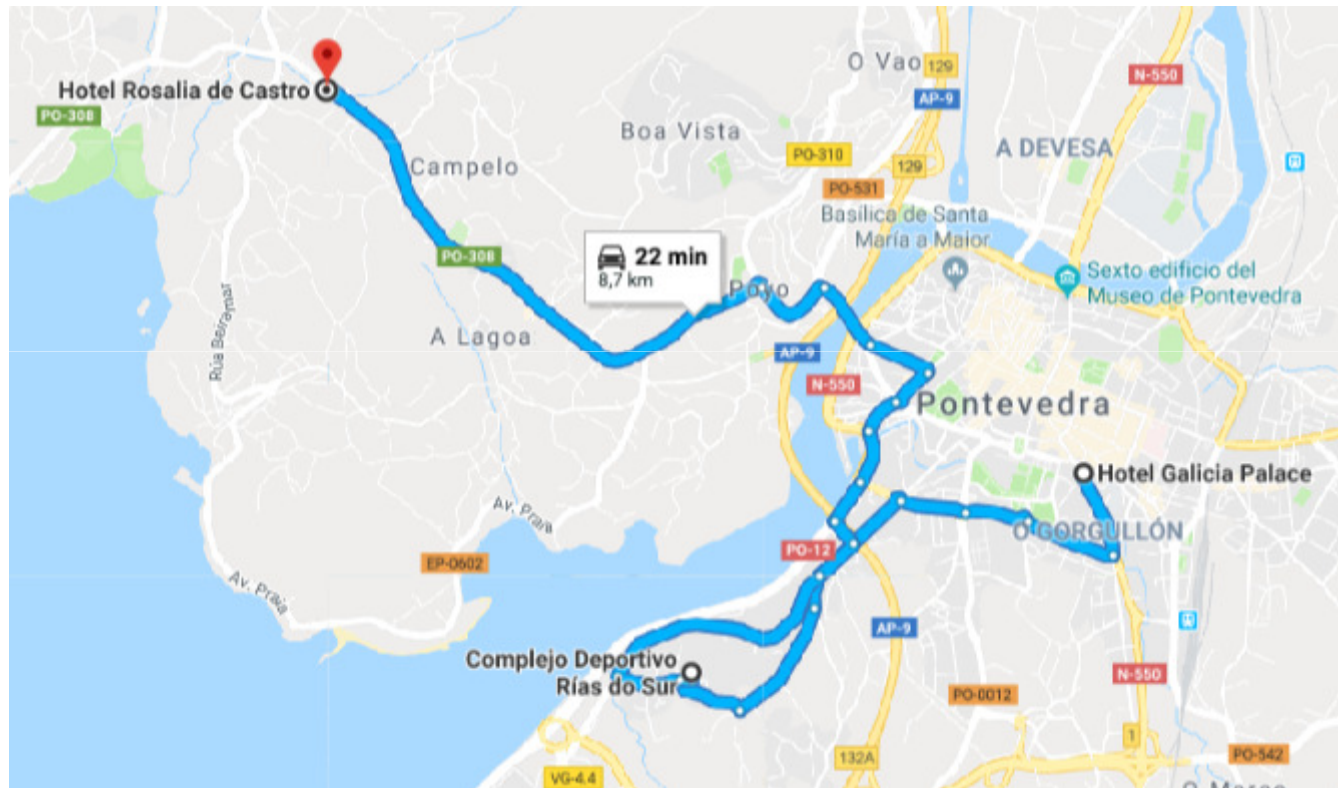 O Vao
129
N-550
Hotel Rosalia de Castro
AP-9
PO-308
Boa Vista
A DEVESA
PO-310
129
Campelo
PO-531
Basílica de Santa
María a Maior
22 min
8,7 km
PO-308
Sexto edificio del
Museo de Pontevedra
Poyo
Rúa Beiramar
A Lagoa
AP-9
N-550
Pontevedra
Hotel Galicia Palace
Av. Praia
O GORGULLÓN
PO-12
EP-0602
Av. Praia
AP-9
Complejo Deportivo
Rías do Sur
N-550
PO-0012
1
132A
PO-542
VG-4.4